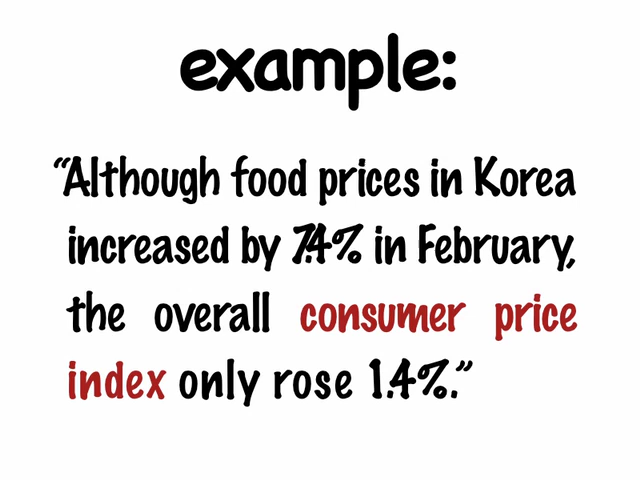 example:
“Although food prices in Korea
increased by 7.4% in February,
the overall consumer price
index only rose 1.4%.”